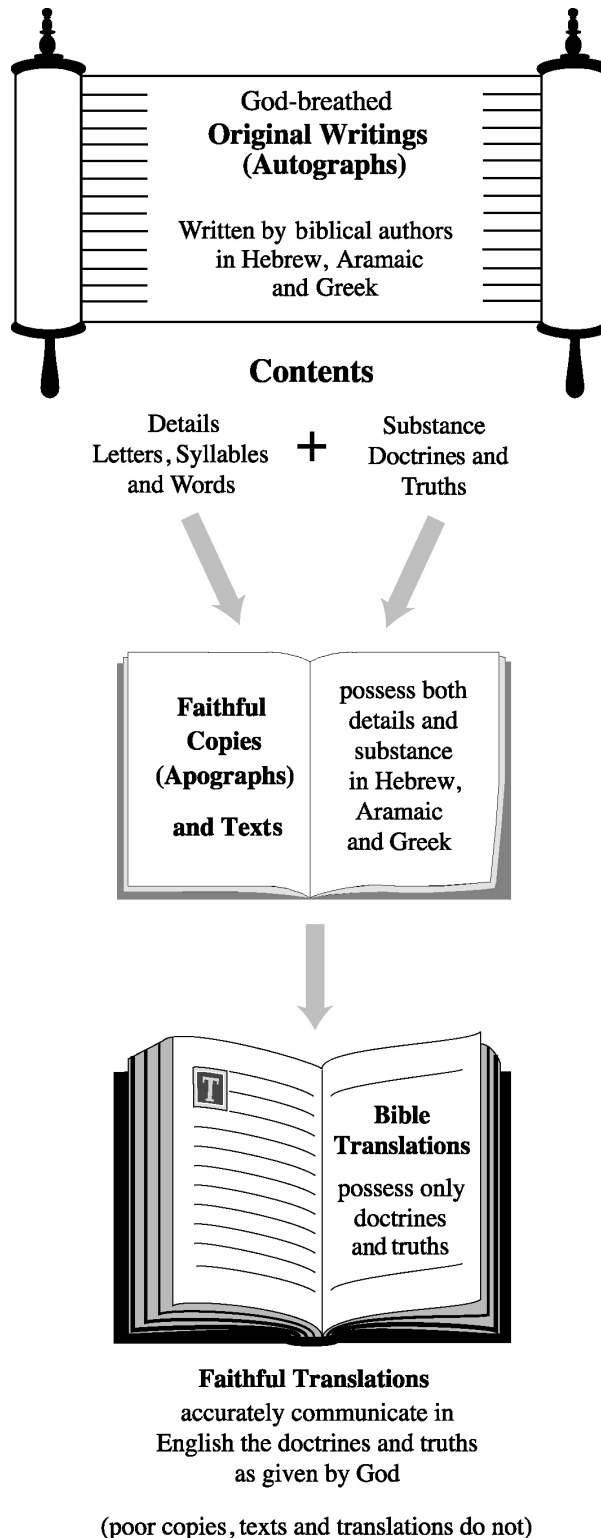 God-breathed
Original Writings
(Autographs)
Written by biblical authors
in Hebrew, Aramaic
and Greek
Contents
Details
Letters, Syllables
and Words
+
Substance
Doctrines and
Truths
Faithful
Copies
(Apographs)
and Texts
possess both
details and
substance
in Hebrew,
Aramaic
and Greek
T
Bible
Translations
possess only
doctrines
and truths
Faithful Translations
accurately communicate in
English the doctrines and truths
as given by God
(poor copies, texts and translations do not)